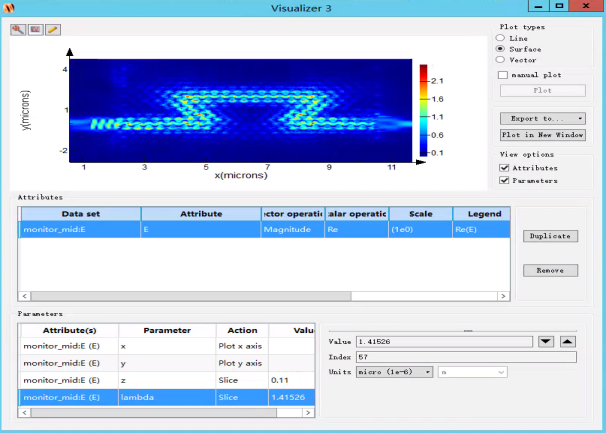 Visualizer 3
Plot types
Line
Surface
Vector
manual plot
Plot
Export to...
Plot in New Window
View options
Attributes
Parameters
4
1
-2
y(microns)
1 3 5 7 9 11
x(microns)
2.1
1.6
1.1
0.6
0.1
Attributes
Data set Attribute ector operatic alar operatic Scale Legend
monitor_mid:E E Magnitude Re (1e0) Re(E)
Duplicate
Remove
Parameters
Attribute(s) Parameter Action Valu
monitor_mid:E (E) x Plot x axis
monitor_mid:E (E) y Plot y axis
monitor_mid:E (E) z Slice 0.11
monitor_mid:E (E) lambda Slice 1.41526
Value 1.41526
Index 57
Units micro (1e-6) m